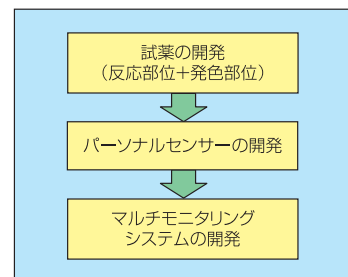 試薬の開発
（反応部位＋発色部位）
パーソナルセンサーの開発
マルチモニタリング
システムの開発